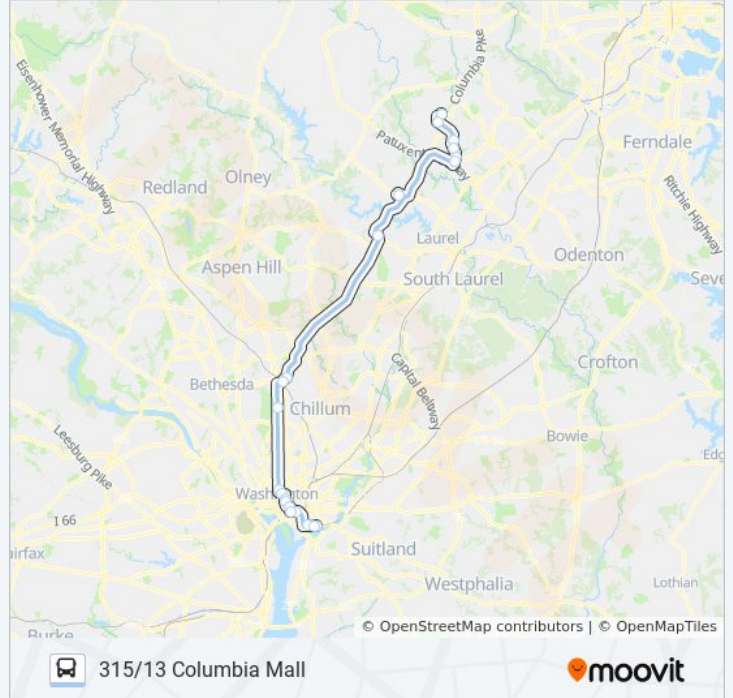 Columbia Pke
Eisenhower Memorial Highway
Patuxent
ay
Ferndale
Olney
Redland
Ritchie Highway
Laurel
Odenton
Aspen Hill
South Laurel
Seve
Crofton
Capital Beltway
Bethesda
Chillum
Bowie
Leesburg Pike
Edg
Washington
I 66
Suitland
airfax
Westphalia
Lothian
Burke
© OpenStreetMap contributors | © OpenMapTiles
315/13 Columbia Mall
moovit